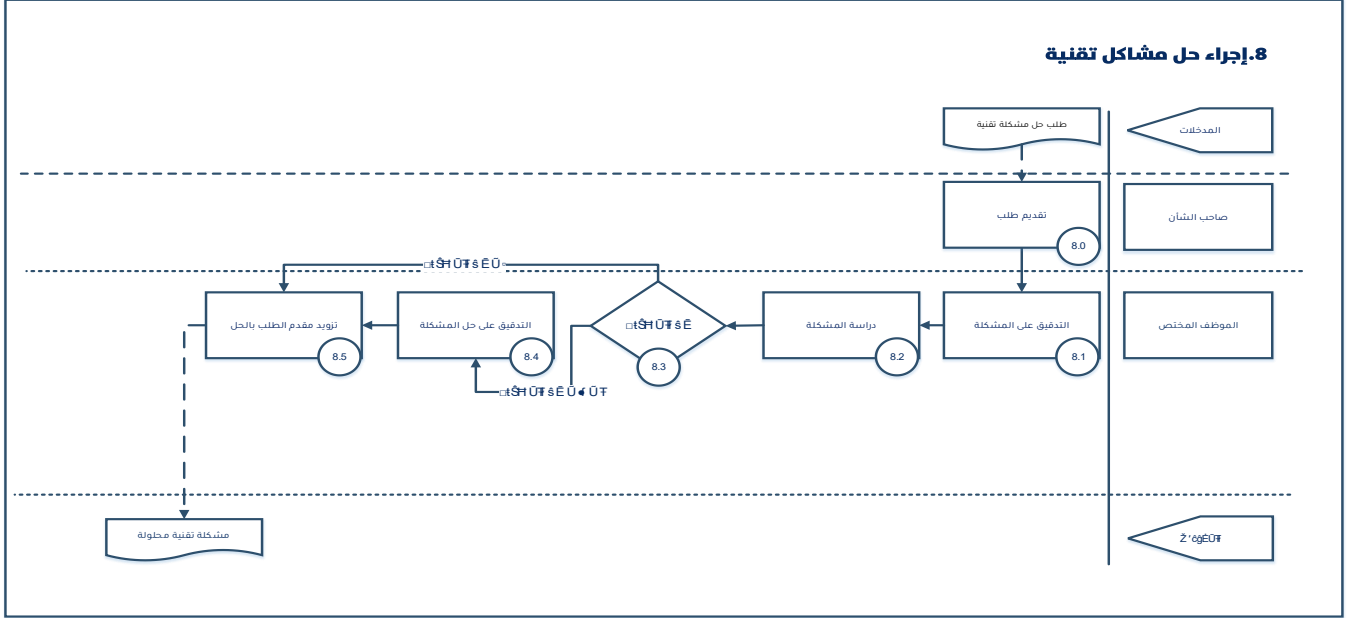 8.إجراء حل مشاكل تقنية
المدخلات
طلب حل مشكلة تقنية
صاحب الشأن
تقديم طلب
8.0
الموظف المختص
التدقيق على المشكلة
8.1
دراسة المشكلة
8.2
8.3
التدقيق على حل المشكلة
8.4
تزويد مقدم الطلب بالحل
8.5
مشكلة تقنية محلولة